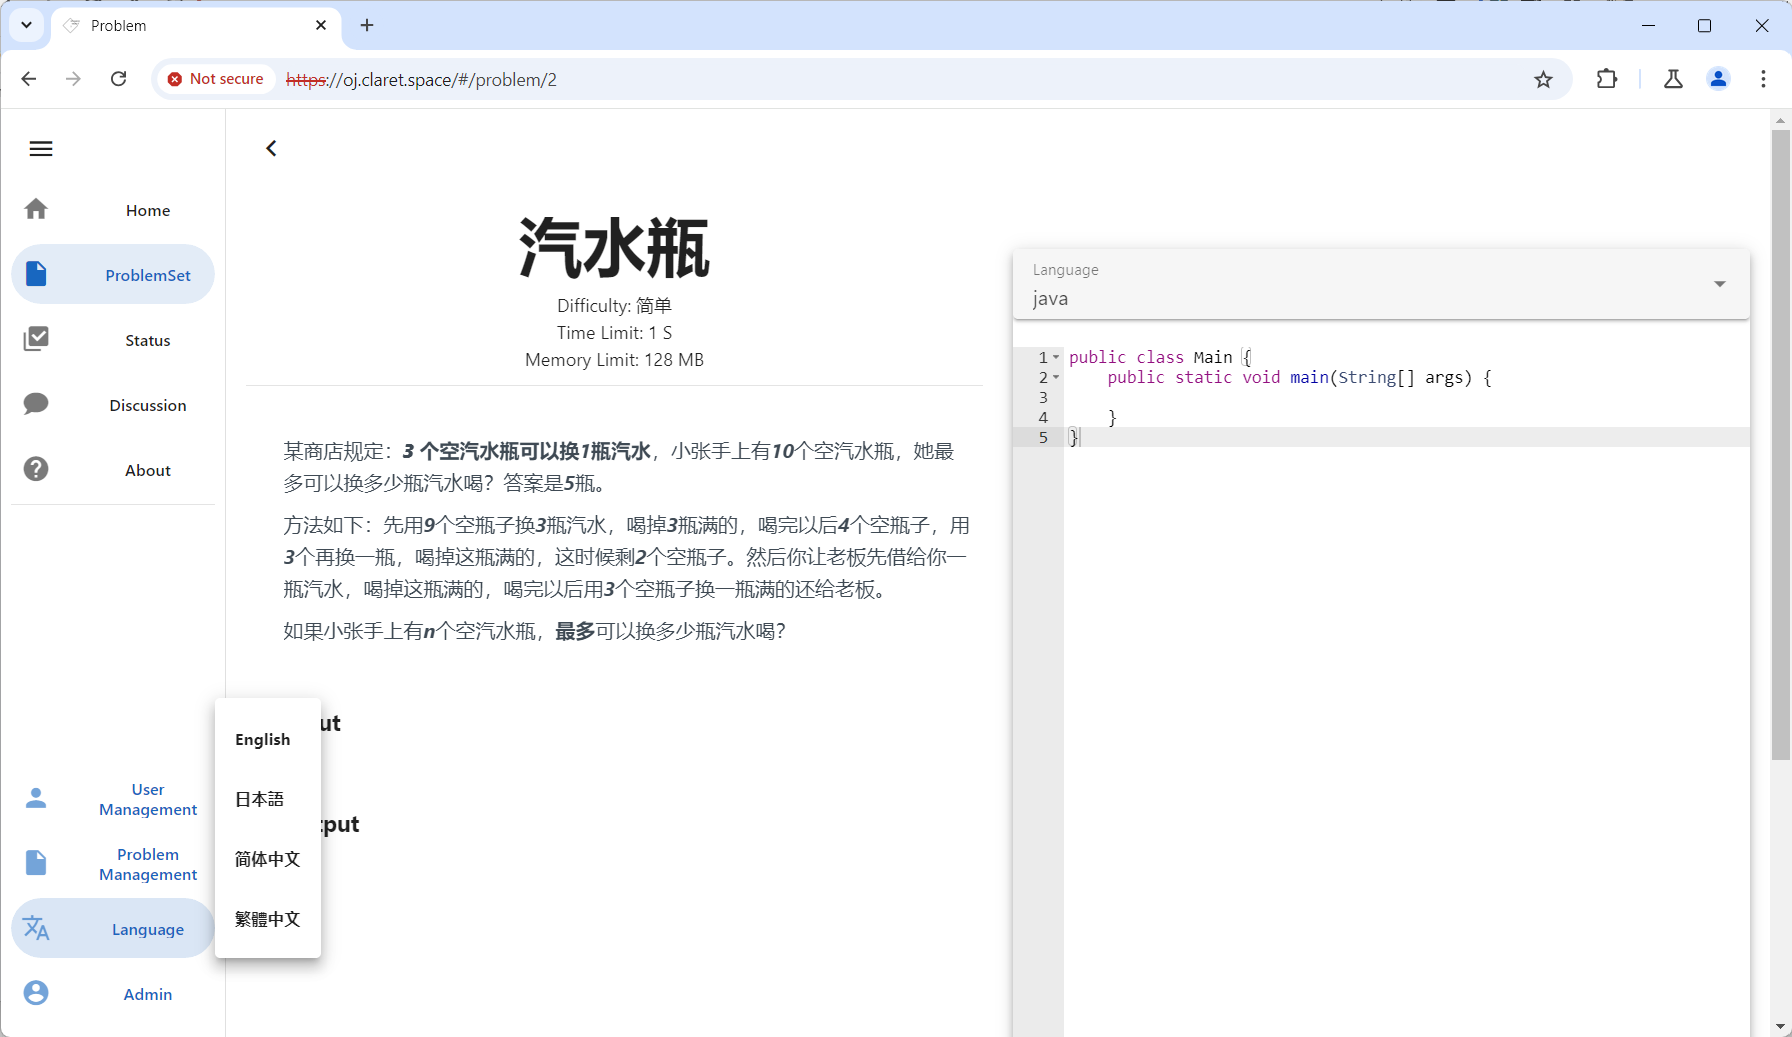 Problem
Not secure
https://oj.claret.space/#/problem/2
Home
ProblemSet
Status
Discussion
About
User
Management
Problem
Management
Language
Admin
English
日本語
简体中文
繁體中文
汽水瓶
Difficulty: 简单
Time Limit: 1 S
Memory Limit: 128 MB
某商店规定：3 个空汽水瓶可以换1瓶汽水，小张手上有10个空汽水瓶，她最
多可以换多少瓶汽水喝？答案是5瓶。
方法如下：先用9个空瓶子换3瓶汽水，喝掉3瓶满的，喝完以后4个空瓶子，用
3个再换一瓶，喝掉这瓶满的，这时候剩2个空瓶子。然后你让老板先借给你一
瓶汽水，喝掉这瓶满的，喝完以后用3个空瓶子换一瓶满的还给老板。
如果小张手上有n个空汽水瓶，最多可以换多少瓶汽水喝？
ut
tput
Language
java
1 public class Main {
2 public static void main(String[] args) {
3
4 }
5 }